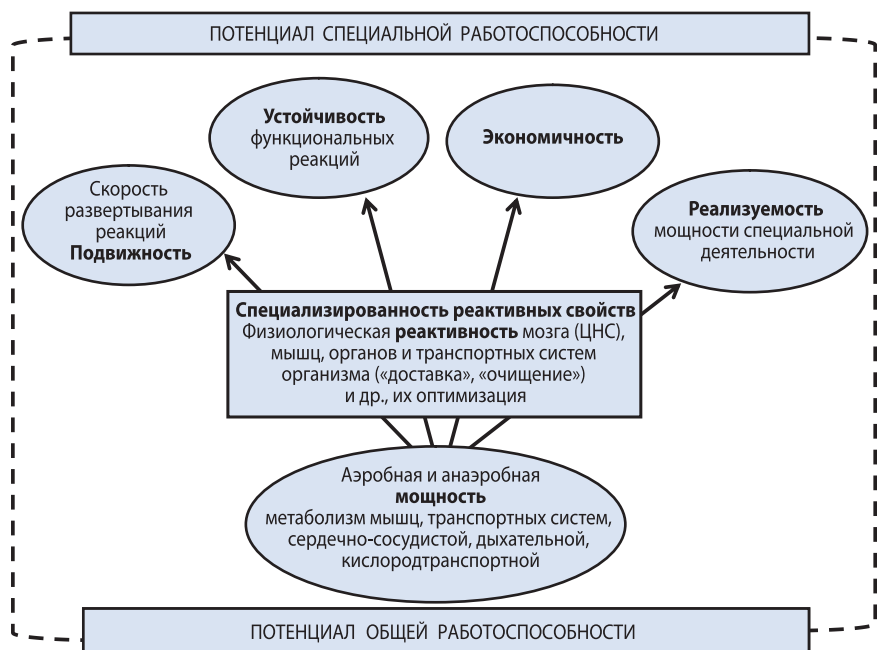 ПОТЕНЦИАЛ СПЕЦИАЛЬНОЙ РАБОТОСПОСОБНОСТИ
Устойчивость
функциональных
реакций
Экономичность
Скорость
развертывания
реакций
Подвижность
Реализуемость
мощности специальной
деятельности
Специализированность реактивных свойств
Физиологическая реактивность мозга (ЦНС),
мышц, органов и транспортных систем
организма («доставка», «очищение»)
и др., их оптимизация
Аэробная и анаэробная
мощность
метаболизм мышц, транспортных систем,
сердечно-сосудистой, дыхательной,
кислородтранспортной
ПОТЕНЦИАЛ ОБЩЕЙ РАБОТОСПОСОБНОСТИ